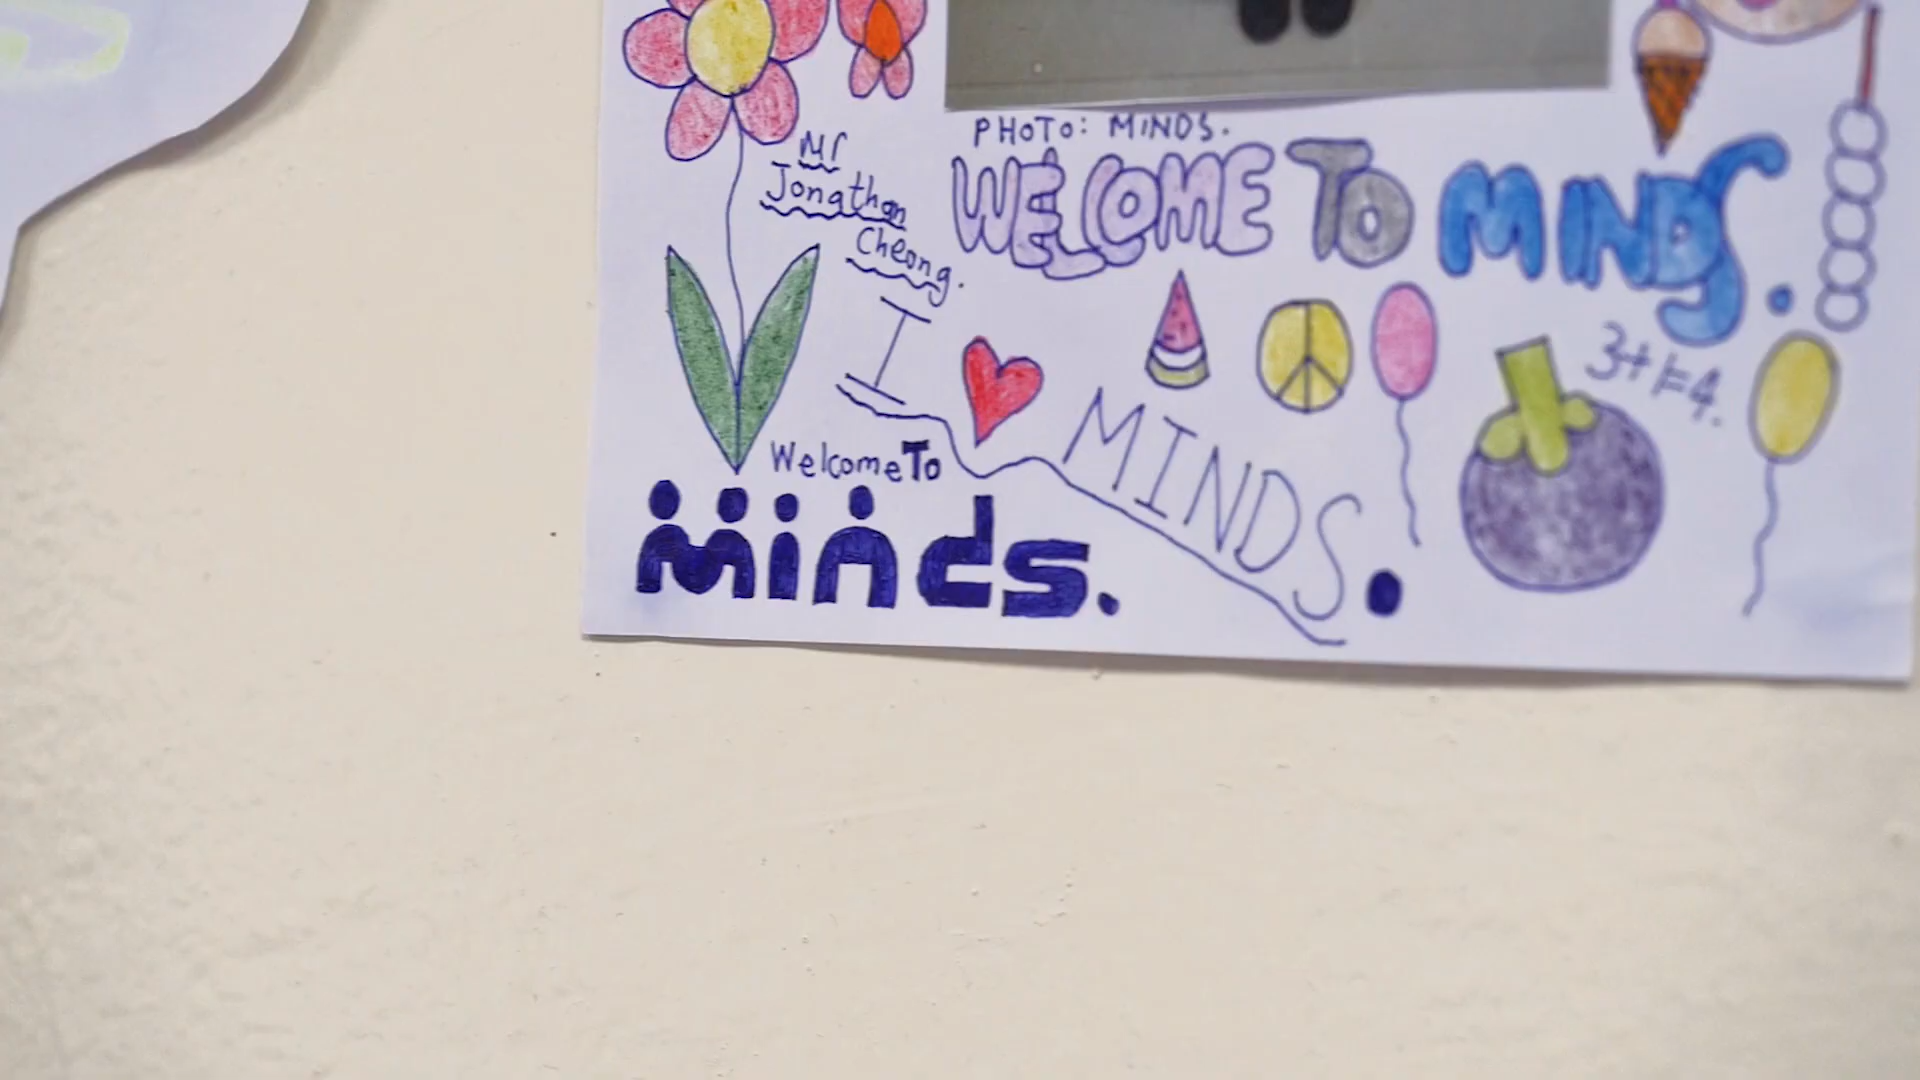 PHOTO: MINDS.
WELCOME TO MINDS.
Mr
Jonathan
Cheong.
3+1=4.
I
MINDS.
Welcome To
minds.